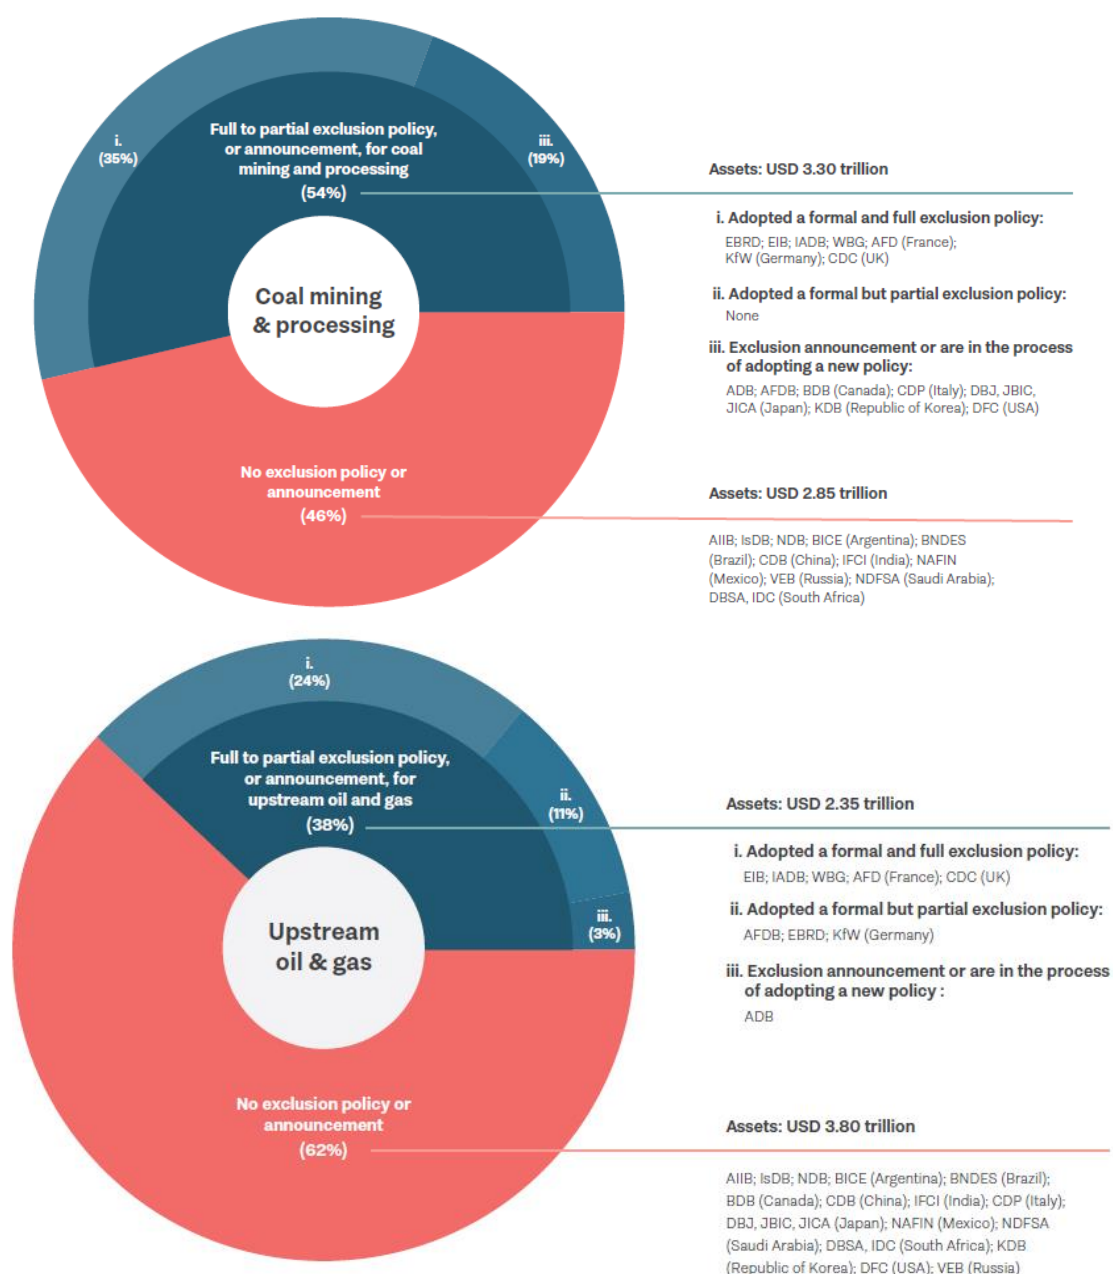 i.
(35%)
Full to partial exclusion policy,
or announcement, for coal
mining and processing
(54%)
iii.
(19%)
Coal mining
& processing
No exclusion policy or
announcement
(46%)
Assets: USD 3.30 trillion
i. Adopted a formal and full exclusion policy:
EBRD; EIB; IADB; WBG; AFD (France);
KfW (Germany); CDC (UK)
ii. Adopted a formal but partial exclusion policy:
None
iii. Exclusion announcement or are in the process
of adopting a new policy:
ADB; AFDB; BDB (Canada); CDP (Italy); DBJ, JBIC,
JICA (Japan); KDB (Republic of Korea); DFC (USA)
Assets: USD 2.85 trillion
AIIB; IsDB; NDB; BICE (Argentina); BNDES
(Brazil); CDB (China); IFCI (India); NAFIN
(Mexico); VEB (Russia); NDFSA (Saudi Arabia);
DBSA, IDC (South Africa)
i.
(24%)
Full to partial exclusion policy,
or announcement, for
upstream oil and gas
(38%)
ii.
(11%)
iii.
(3%)
Upstream
oil & gas
No exclusion policy or
announcement
(62%)
Assets: USD 2.35 trillion
i. Adopted a formal and full exclusion policy:
EIB; IADB; WBG; AFD (France); CDC (UK)
ii. Adopted a formal but partial exclusion policy:
AFDB; EBRD; KfW (Germany)
iii. Exclusion announcement or are in the process
of adopting a new policy :
ADB
Assets: USD 3.80 trillion
AIIB; IsDB; NDB; BICE (Argentina); BNDES (Brazil);
BDB (Canada); CDB (China); IFCI (India); CDP (Italy);
DBJ, JBIC, JICA (Japan); NAFIN (Mexico); NDFSA
(Saudi Arabia); DBSA, IDC (South Africa); KDB
(Republic of Korea); DFC (USA); VEB (Russia)